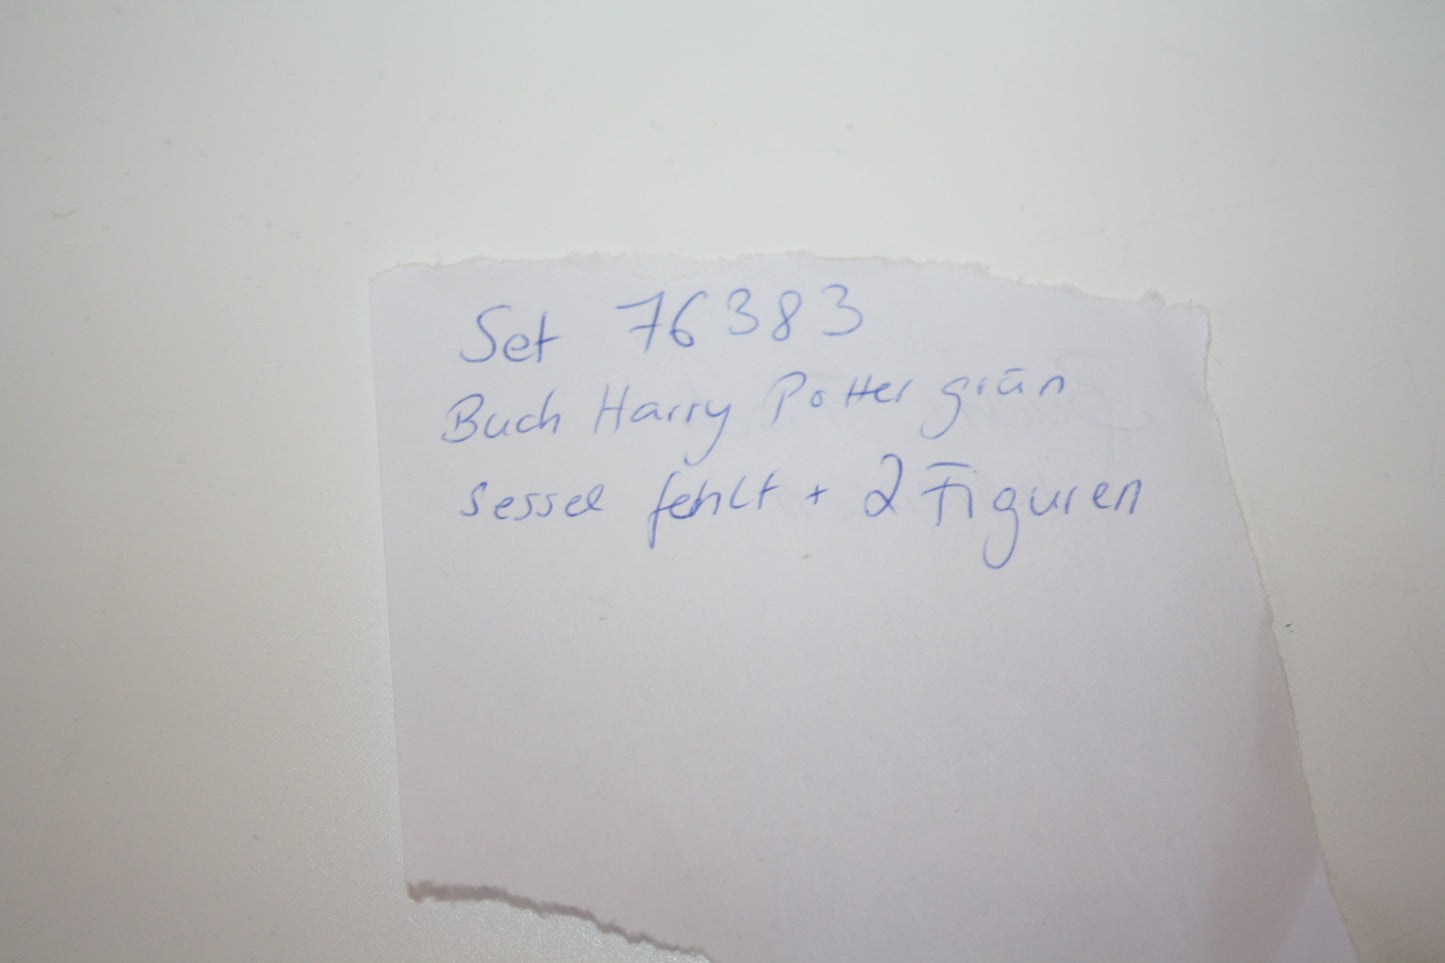 Set 76383
Buch Harry Potter grün
Sessel fehlt + 2 Figuren